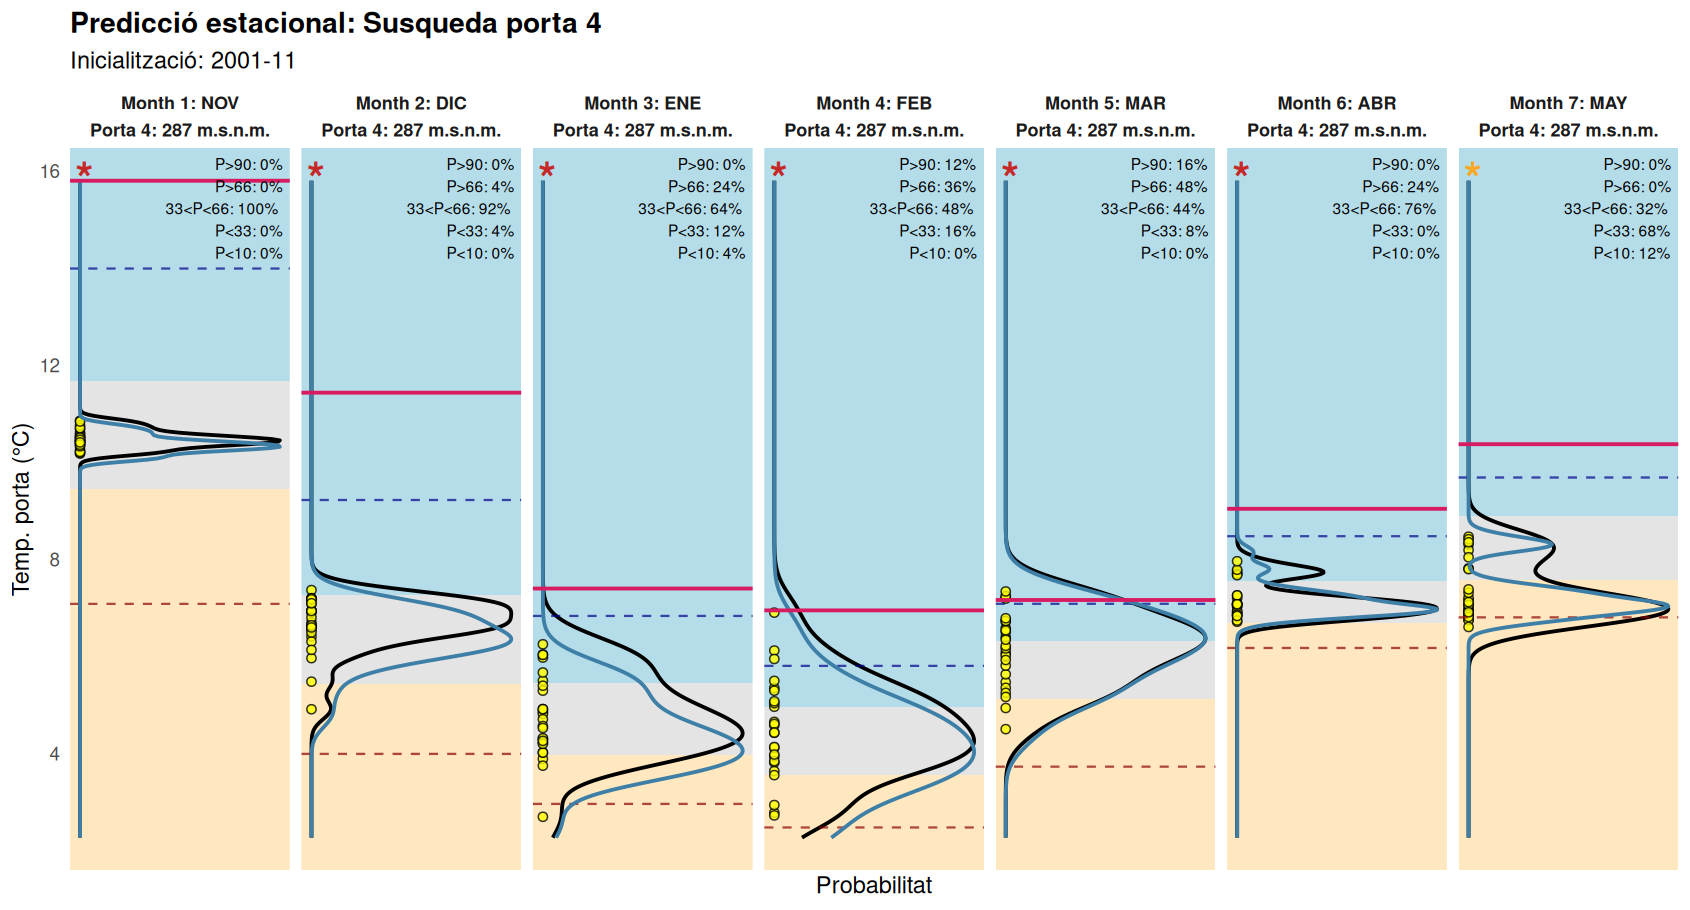 Predicció estacional: Susqueda porta 4
Inicialització: 2001-11
Month 1: NOV
Porta 4: 287 m.s.n.m.
Month 2: DIC
Porta 4: 287 m.s.n.m.
Month 3: ENE
Porta 4: 287 m.s.n.m.
Month 4: FEB
Porta 4: 287 m.s.n.m.
Month 5: MAR
Porta 4: 287 m.s.n.m.
Month 6: ABR
Porta 4: 287 m.s.n.m.
Month 7: MAY
Porta 4: 287 m.s.n.m.
Temp. porta (°C)
16
12
8
4
*
P>90: 0%
P>66: 0%
33<P<66: 100%
P<33: 0%
P<10: 0%
*
P>90: 0%
P>66: 4%
33<P<66: 92%
P<33: 4%
P<10: 0%
*
P>90: 0%
P>66: 24%
33<P<66: 64%
P<33: 12%
P<10: 4%
*
P>90: 12%
P>66: 36%
33<P<66: 48%
P<33: 16%
P<10: 0%
*
P>90: 16%
P>66: 48%
33<P<66: 44%
P<33: 8%
P<10: 0%
*
P>90: 0%
P>66: 24%
33<P<66: 76%
P<33: 0%
P<10: 0%
*
P>90: 0%
P>66: 0%
33<P<66: 32%
P<33: 68%
P<10: 12%
Probabilitat